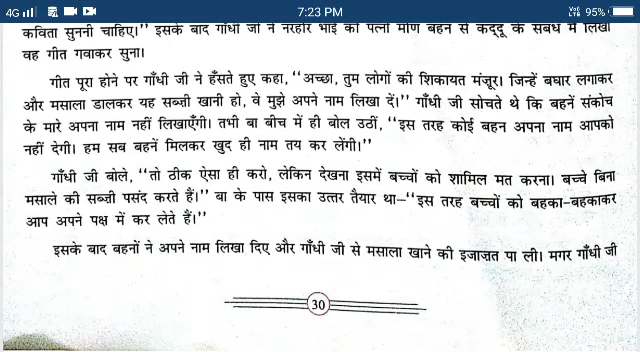 4G 7:23 PM VoD LTE 95%
कविता सुननी चाहिए।'' इसके बाद गाँधी जी ने नरहरि भाई की पत्नी मणि बहन से कद्दू के संबंध में लिखा
वह गीत गवाकर सुना।
गीत पूरा होने पर गाँधी जी ने हँसते हुए कहा, ''अच्छा, तुम लोगों की शिकायत मंज़ूर। जिन्हें बघार लगाकर
और मसाला डालकर यह सब्ज़ी खानी हो, वे मुझे अपने नाम लिखा दें।'' गाँधी जी सोचते थे कि बहनें संकोच
के मारे अपना नाम नहीं लिखाएँगी। तभी बा बीच में ही बोल उठीं, ''इस तरह कोई बहन अपना नाम आपको
नहीं देगी। हम सब बहनें मिलकर खुद ही नाम तय कर लेंगी।''
गाँधी जी बोले, ''तो ठीक ऐसा ही करो, लेकिन देखना इसमें बच्चों को शामिल मत करना। बच्चे बिना
मसाले की सब्जी पसंद करते हैं।'' बा के पास इसका उत्तर तैयार था–''इस तरह बच्चों को बहका-बहकाकर
आप अपने पक्ष में कर लेते हैं।''
इसके बाद बहनों ने अपने नाम लिखा दिए और गाँधी जी से मसाला खाने की इजाज़त पा ली। मगर गाँधी जी
30